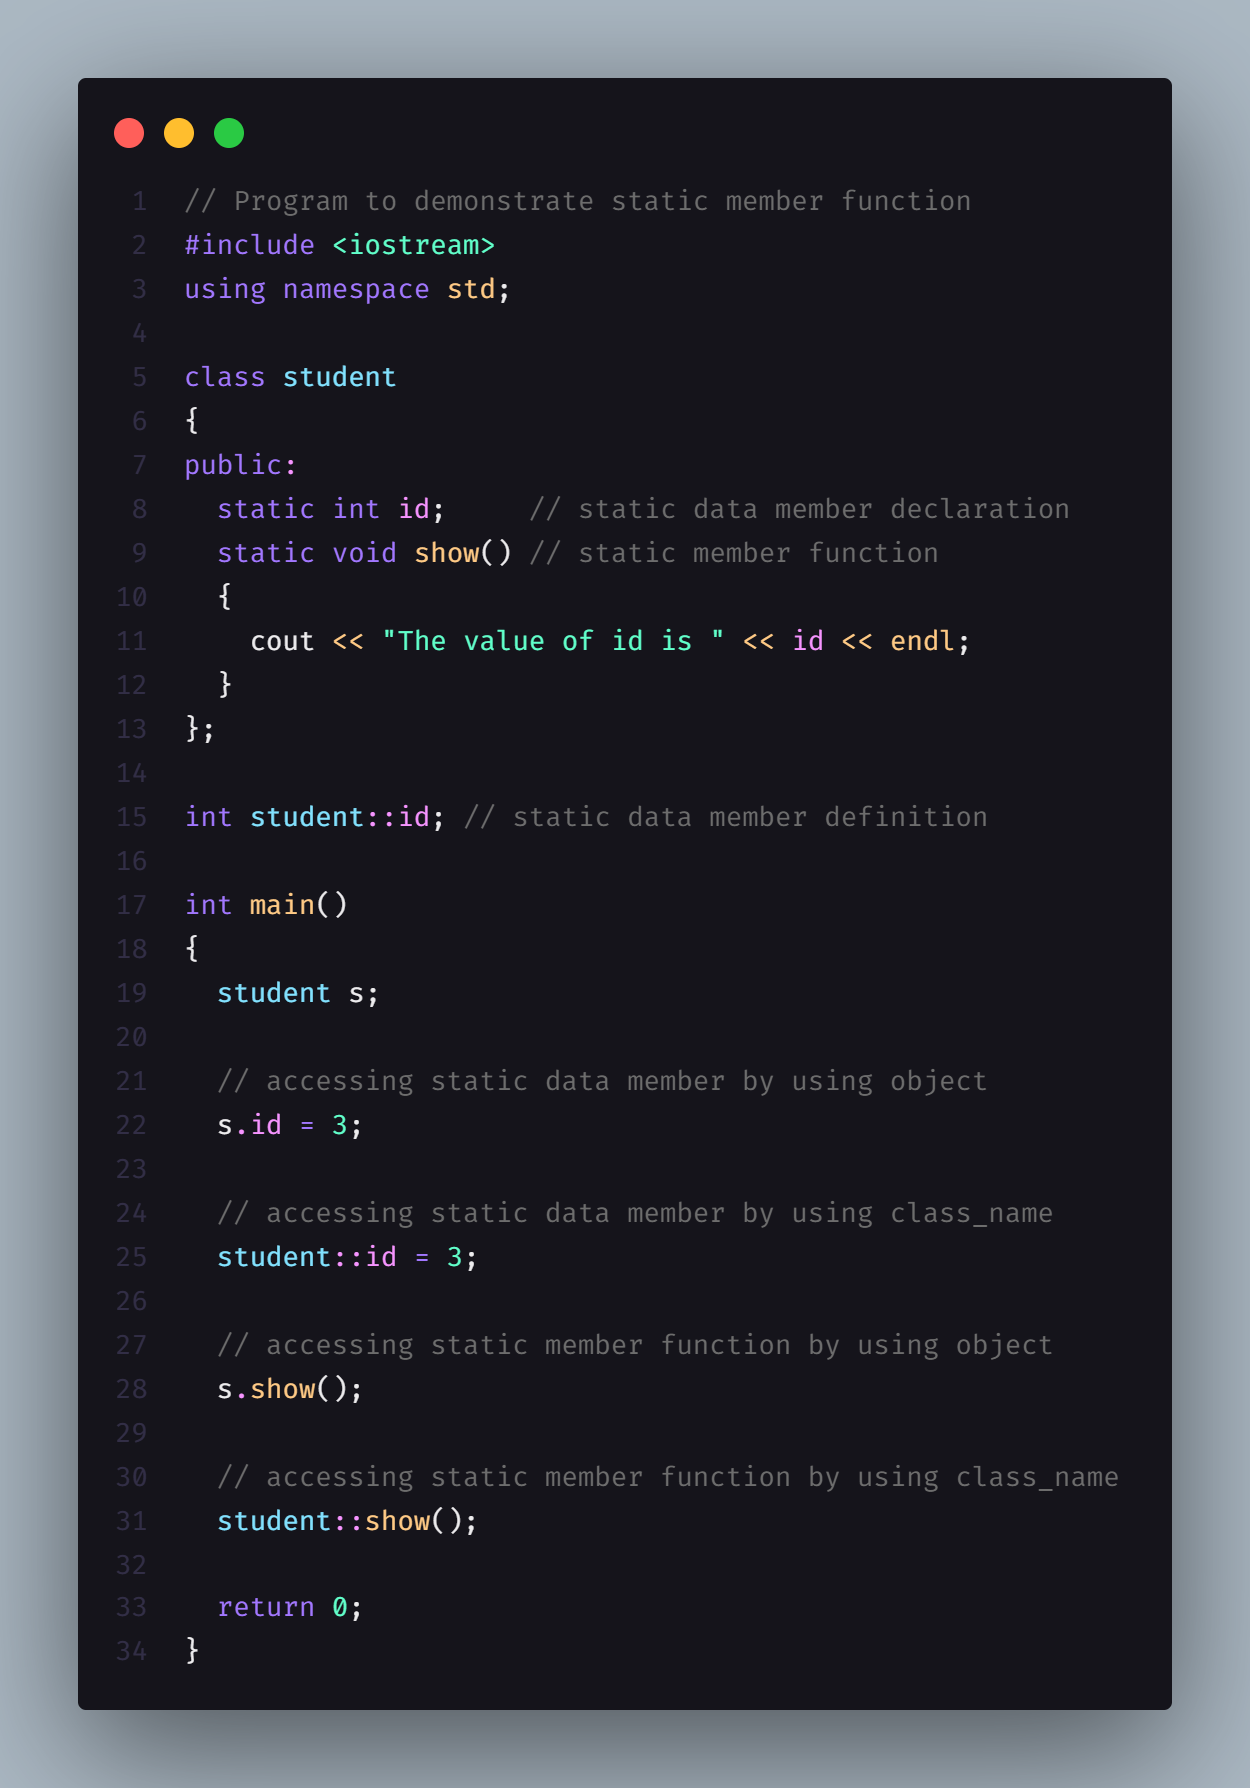 1 // Program to demonstrate static member function
2 #include <iostream>
3 using namespace std;
4
5 class student
6 {
7 public:
8   static int id;     // static data member declaration
9   static void show() // static member function
10   {
11     cout << "The value of id is " << id << endl;
12   }
13 };
14
15 int student::id; // static data member definition
16
17 int main()
18 {
19   student s;
20
21   // accessing static data member by using object
22   s.id = 3;
23
24   // accessing static data member by using class_name
25   student::id = 3;
26
27   // accessing static member function by using object
28   s.show();
29
30   // accessing static member function by using class_name
31   student::show();
32
33   return 0;
34 }